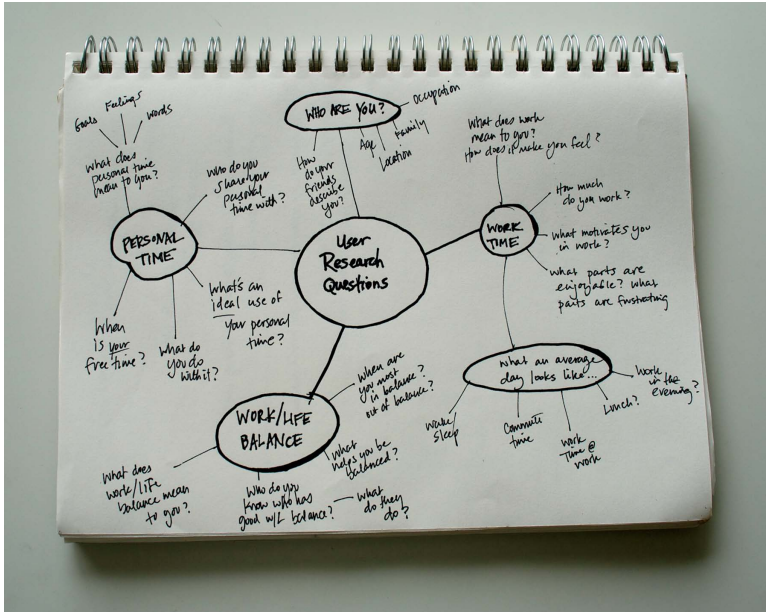 Goals
Feelings
words
What does
personal time
mean to you?
Who do you
share your
personal
time with?
PERSONAL
TIME
When
is your
free time?
What do
you do
with it?
What's an
ideal use of
your personal
time?
WHO ARE YOU?
Occupation
Family
Location
Age
How
do your
friends
describe
you?
User
Research
Questions
What does work
mean to you?
How does it make you feel?
How much
do you work?
WORK
TIME
What motivates you
in work?
What parts are
enjoyable? What
parts are frustrating
What an average
day looks like...
Wake/
Sleep
Commute
time
Work
Time @
Work
Lunch?
Work
in the
evening?
WORK/LIFE
BALANCE
When are
you most
in balance?
out of balance?
What
helps you be
balanced?
What does
work/life
balance mean
to you?
Who do you
know who has
good w/L balance?
What
do they
do?